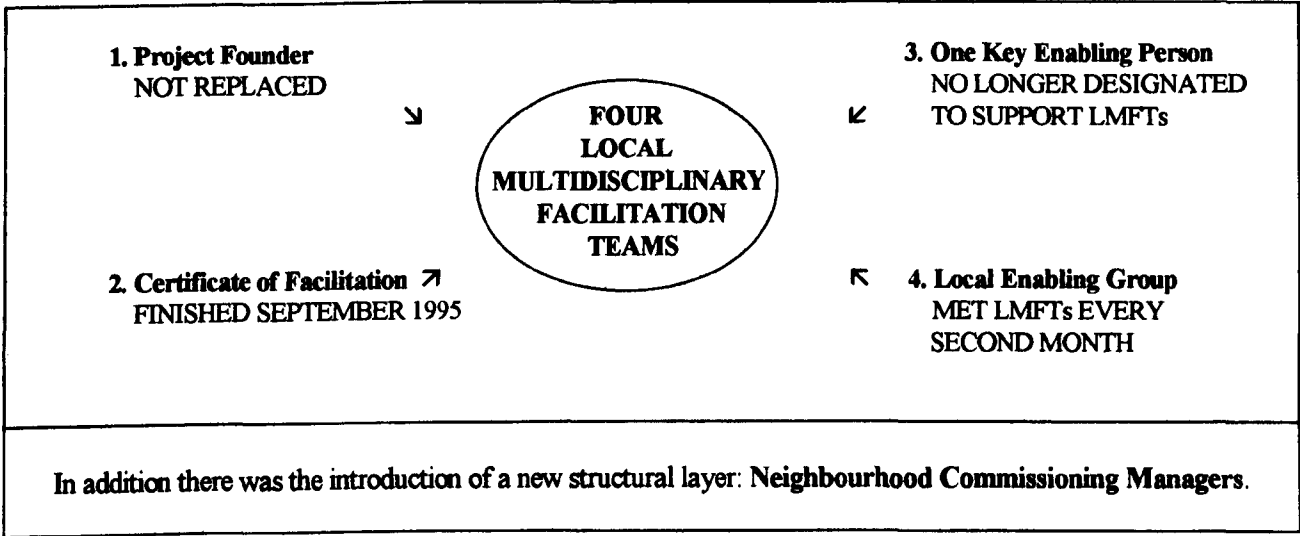 1. Project Founder
NOT REPLACED
2. Certificate of Facilitation
FINISHED SEPTEMBER 1995
FOUR
LOCAL
MULTIDISCIPLINARY
FACILITATION
TEAMS
3. One Key Enabling Person
NO LONGER DESIGNATED
TO SUPPORT LMFTs
4. Local Enabling Group
MET LMFTs EVERY
SECOND MONTH
In addition there was the introduction of a new structural layer: Neighbourhood Commissioning Managers.